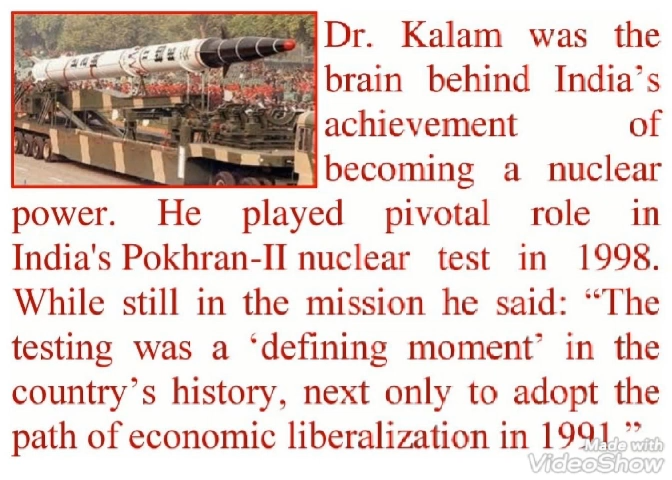 Dr. Kalam was the
brain behind India's
achievement of
becoming a nuclear
power. He played pivotal role in
India's Pokhran-II nuclear test in 1998.
While still in the mission he said: “The
testing was a ‘defining moment’ in the
country’s history, next only to adopt the
path of economic liberalization in 1991.”
Made with
VideoShow